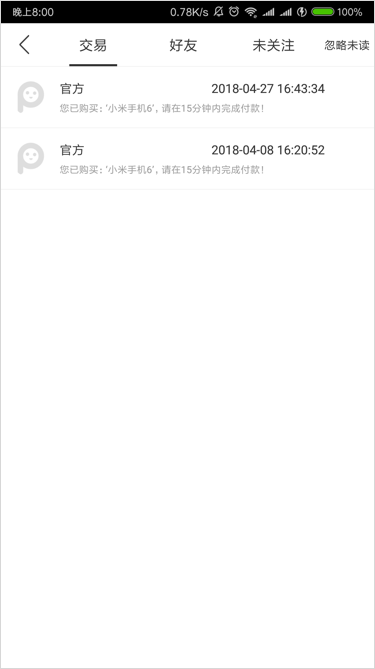 晚上8:00 0.78K/s 100%
交易 好友 未关注 忽略未读
官方 2018-04-27 16:43:34
您已购买：‘小米手机6’，请在15分钟内完成付款！
官方 2018-04-08 16:20:52
您已购买：‘小米手机6’，请在15分钟内完成付款！